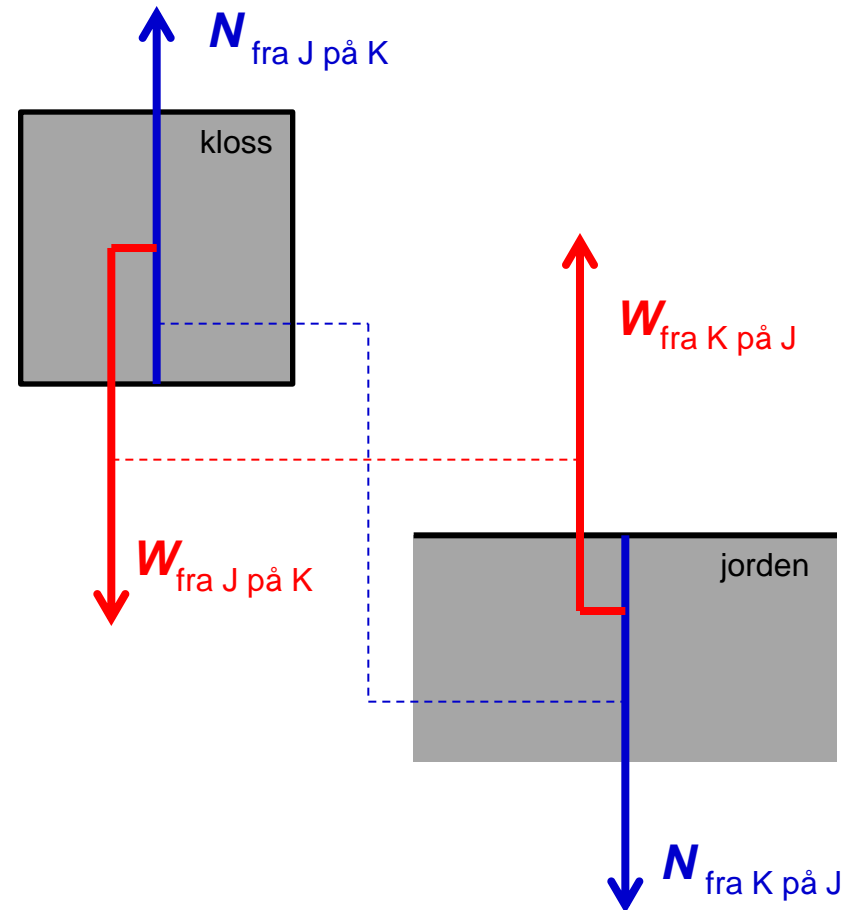 N fra J på K
kloss
W fra K på J
W fra J på K
jorden
N fra K på J